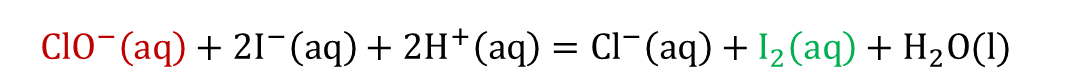 ClO⁻(aq) + 2I⁻(aq) + 2H⁺(aq) = Cl⁻(aq) + I₂(aq) + H₂O(l)